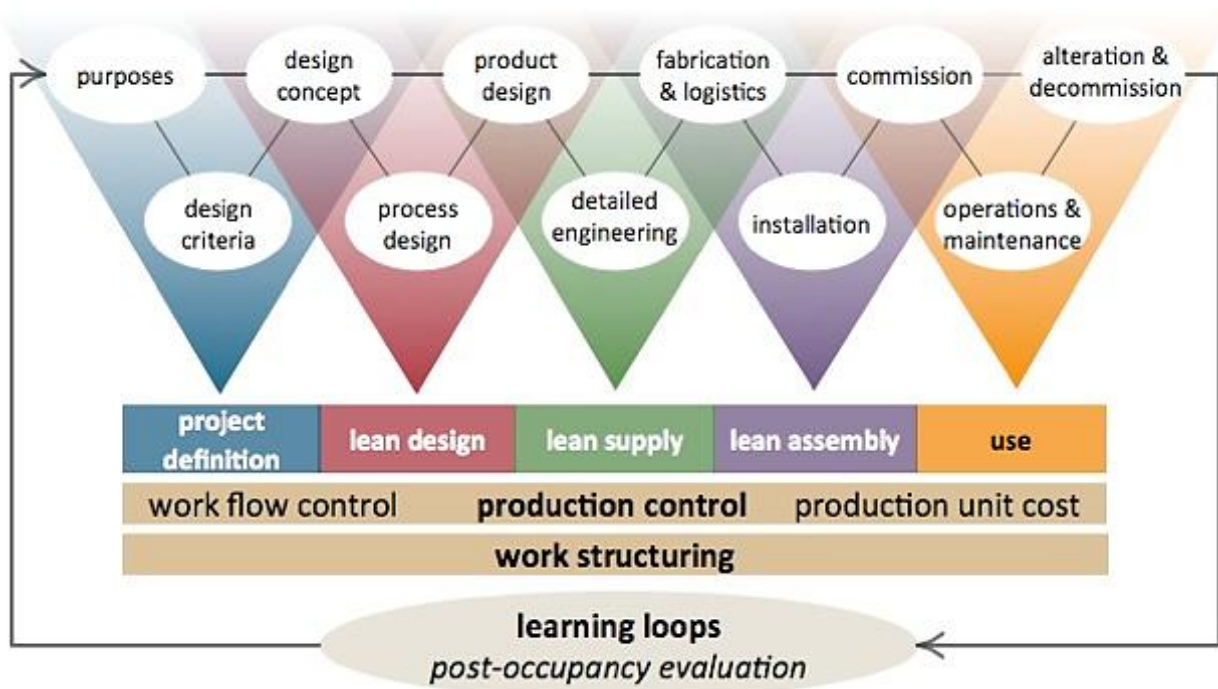 purposes
design
concept
product
design
fabrication
& logistics
commission
alteration &
decommission
design
criteria
process
design
detailed
engineering
installation
operations &
maintenance
project
definition
lean design
lean supply
lean assembly
use
work flow control production control production unit cost
work structuring
learning loops
post-occupancy evaluation